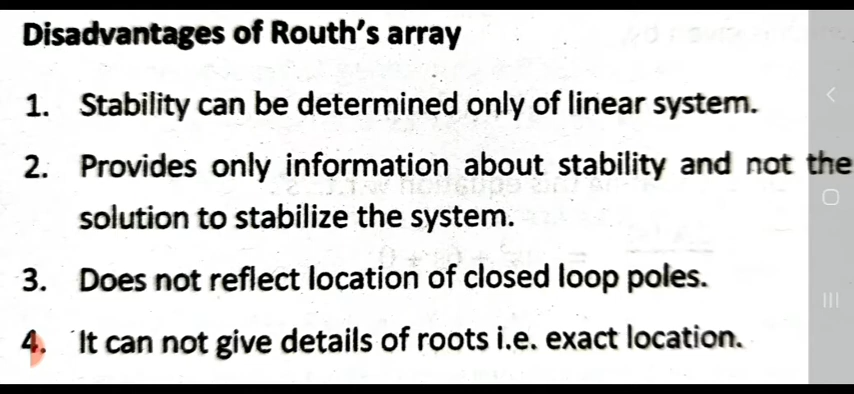 Disadvantages of Routh's array
1. Stability can be determined only of linear system.
2. Provides only information about stability and not the
solution to stabilize the system.
3. Does not reflect location of closed loop poles.
4. It can not give details of roots i.e. exact location.